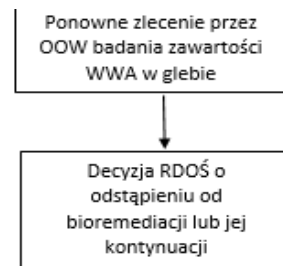 Ponowne zlecenie przez
OOW badania zawartości
WWA w glebie
Decyzja RDOŚ o
odstąpieniu od
bioremediacji lub jej
kontynuacji